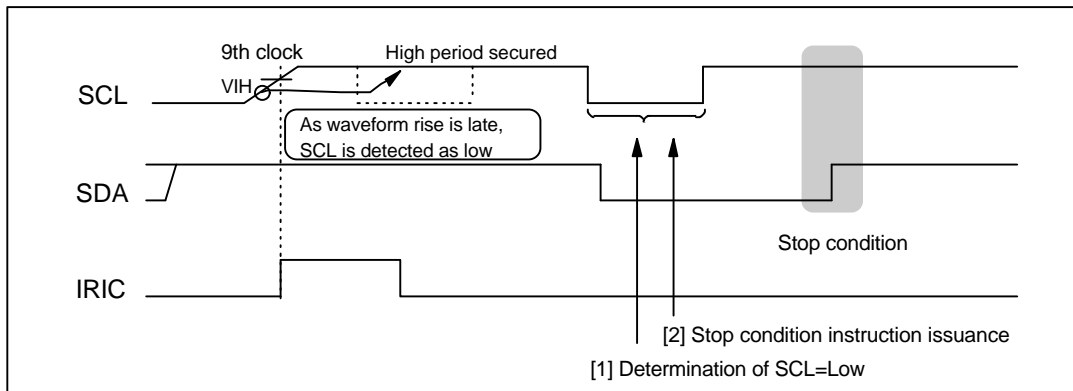 9th clock
High period secured
VIH
SCL
As waveform rise is late,
SCL is detected as low
SDA
Stop condition
IRIC
[2] Stop condition instruction issuance
[1] Determination of SCL=Low